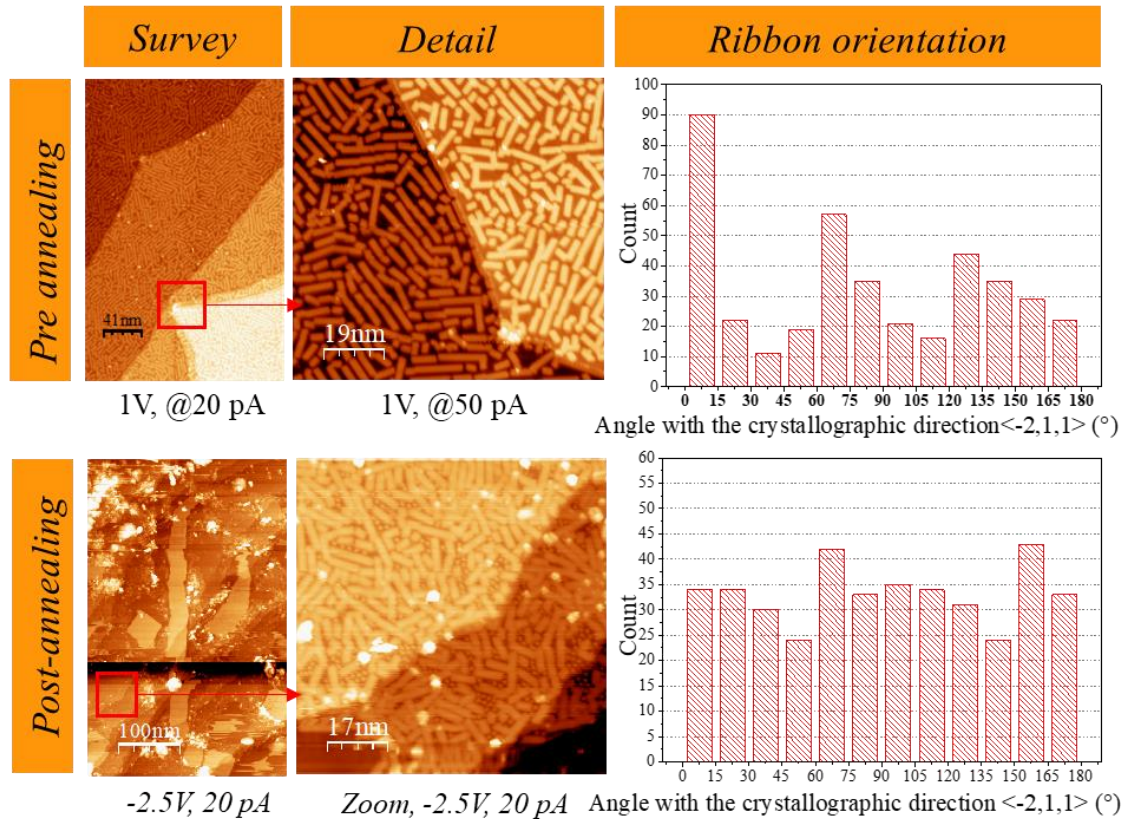 Survey
Detail
Ribbon orientation
Pre annealing
41nm
19nm
1V, @20 pA
1V, @50 pA
Count
100
90
80
70
60
50
40
30
20
10
0
0 15 30 45 60 75 90 105 120 135 150 165 180
Angle with the crystallographic direction<-2,1,1> (°)
Post-annealing
100nm
17nm
-2.5V, 20 pA
Zoom, -2.5V, 20 pA
Count
60
55
50
45
40
35
30
25
20
15
10
5
0
0 15 30 45 60 75 90 105 120 135 150 165 180
Angle with the crystallographic direction <-2,1,1> (°)